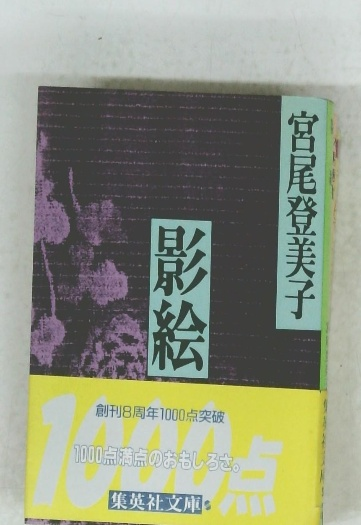 宮尾登美子
影絵
創刊8周年1000点突破
1000点満点のおもしろさ。
1000点
集英社文庫